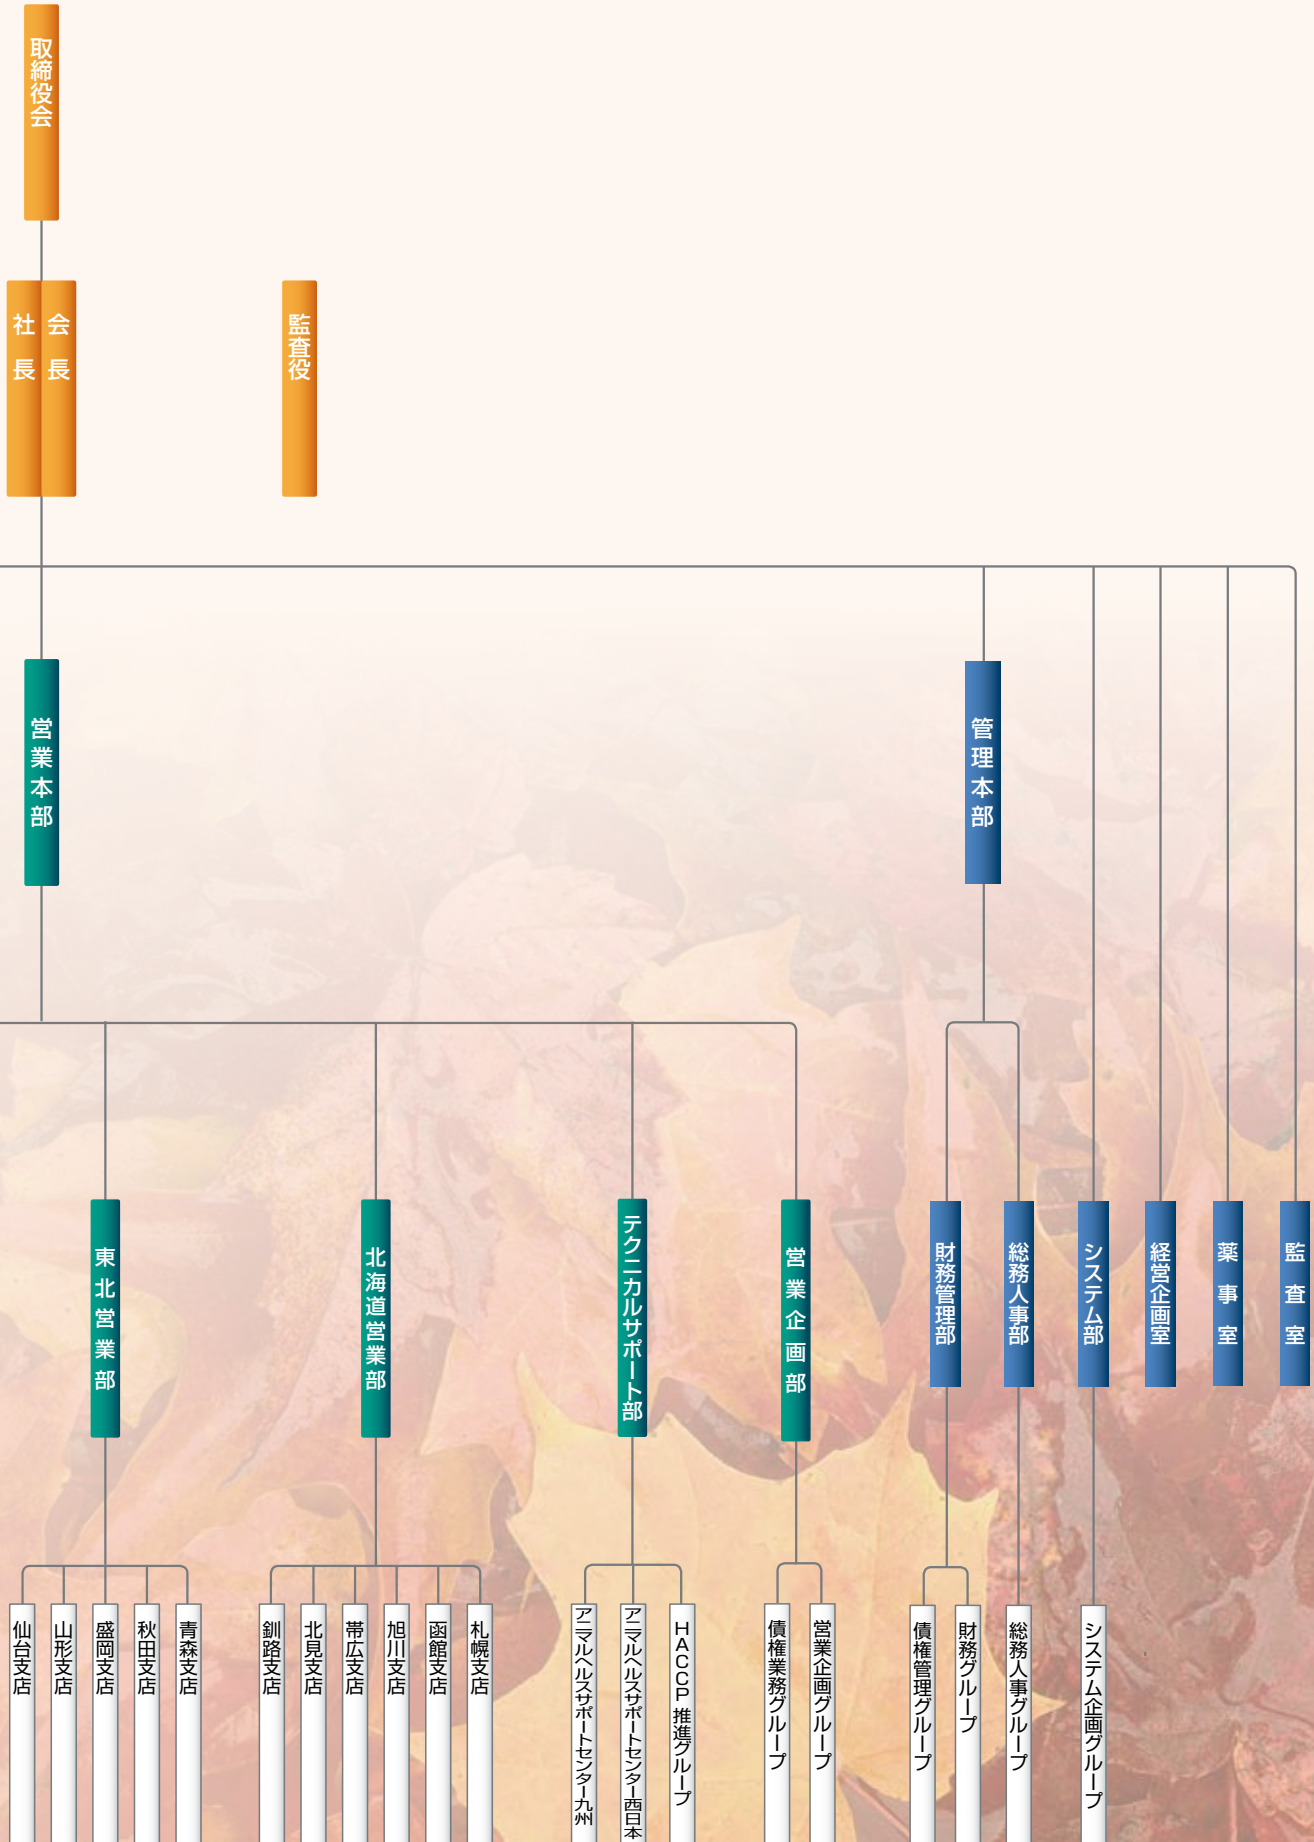 取締役会
会長
社長
監査役
監査室
薬事室
経営企画室
システム部
管理本部
総務人事部
財務管理部
営業本部
営業企画部
テクニカルサポート部
北海道営業部
東北営業部
システム企画グループ
総務人事グループ
財務グループ
債権管理グループ
営業企画グループ
債権業務グループ
HACCP 推進グループ
アニマルヘルスサポートセンター西日本
アニマルヘルスサポートセンター九州
札幌支店
函館支店
旭川支店
帯広支店
北見支店
釧路支店
青森支店
秋田支店
盛岡支店
山形支店
仙台支店